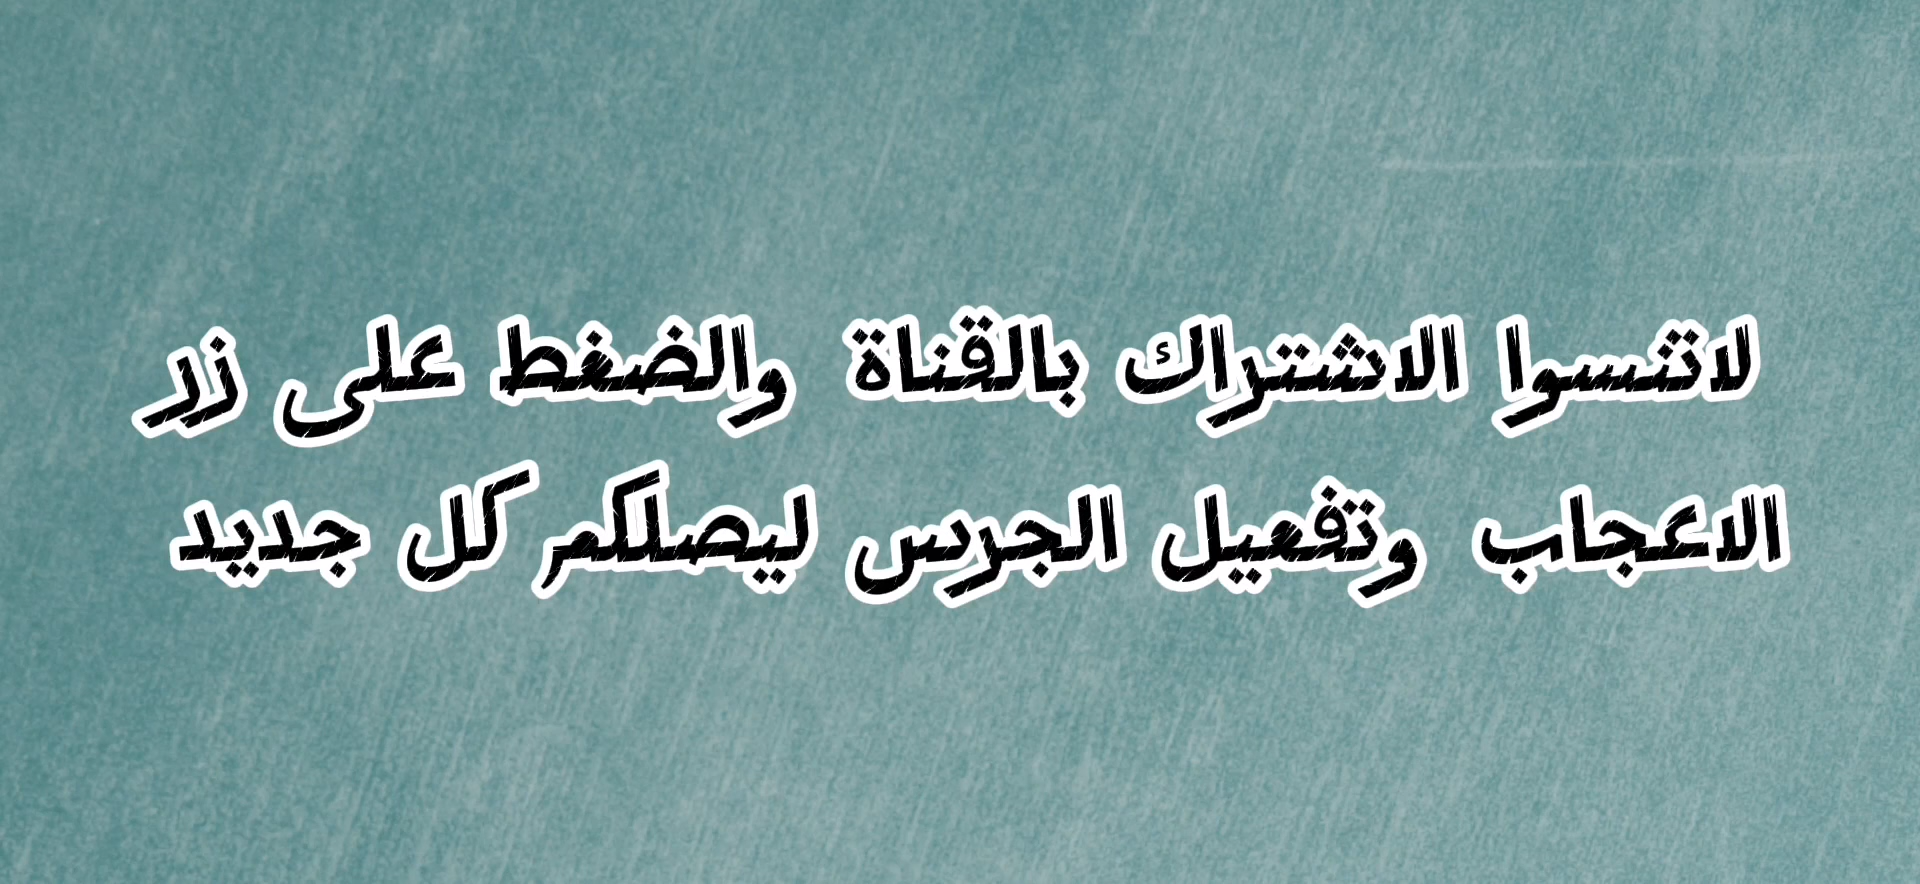 لاتنسوا الاشتراك بالقناة والضغط على زر
الاعجاب وتفعيل الجرس ليصلكم كل جديد